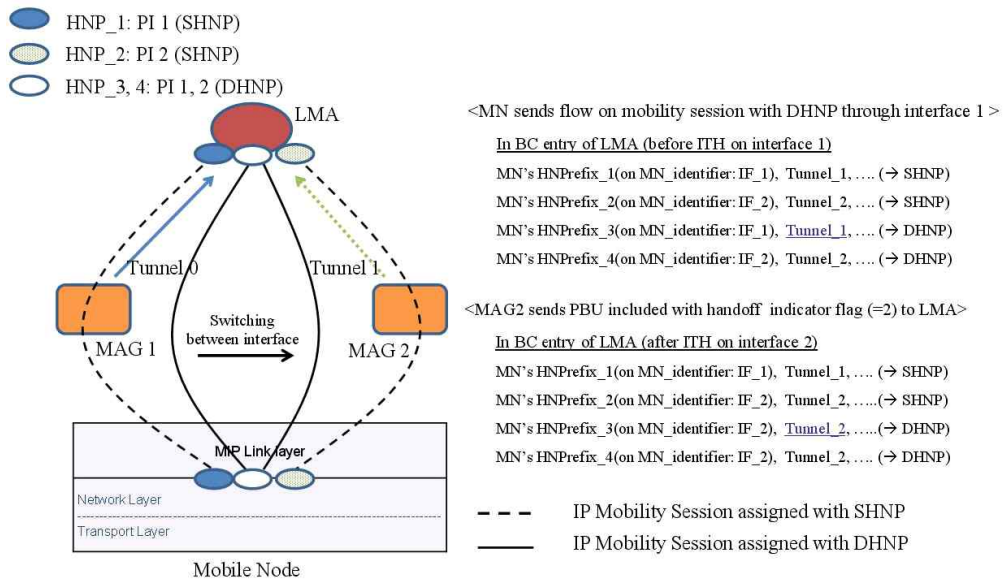 HNP_1: PI 1 (SHNP)
HNP_2: PI 2 (SHNP)
HNP_3, 4: PI 1, 2 (DHNP)
LMA
Tunnel 0
Tunnel 1
MAG 1
Switching
between interface
MAG 2
MIP Link layer
Network Layer
Transport Layer
Mobile Node
<MN sends flow on mobility session with DHNP through interface 1 >
In BC entry of LMA (before ITH on interface 1)
MN's HNPrefix_1(on MN_identifier: IF_1), Tunnel_1, …. (→ SHNP)
MN's HNPrefix_2(on MN_identifier: IF_2), Tunnel_2, …. (→ SHNP)
MN's HNPrefix_3(on MN_identifier: IF_1), Tunnel_1, …. (→ DHNP)
MN's HNPrefix_4(on MN_identifier: IF_2), Tunnel_2, …. (→ DHNP)
<MAG2 sends PBU included with handoff indicator flag (=2) to LMA>
In BC entry of LMA (after ITH on interface 2)
MN's HNPrefix_1(on MN_identifier: IF_1), Tunnel_1, …. (→ SHNP)
MN's HNPrefix_2(on MN_identifier: IF_2), Tunnel_2, …..(→ SHNP)
MN's HNPrefix_3(on MN_identifier: IF_2), Tunnel_2, …..(→ DHNP)
MN's HNPrefix_4(on MN_identifier: IF_2), Tunnel_2, …..(→ DHNP)
IP Mobility Session assigned with SHNP
IP Mobility Session assigned with DHNP